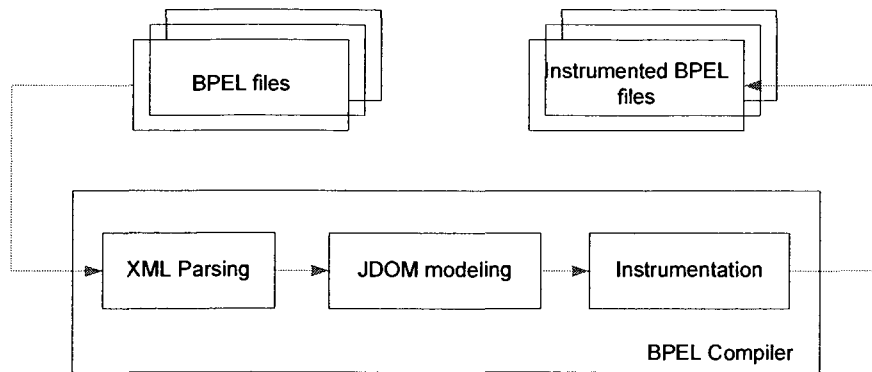 BPEL files
Instrumented BPEL
files
XML Parsing
JDOM modeling
Instrumentation
BPEL Compiler